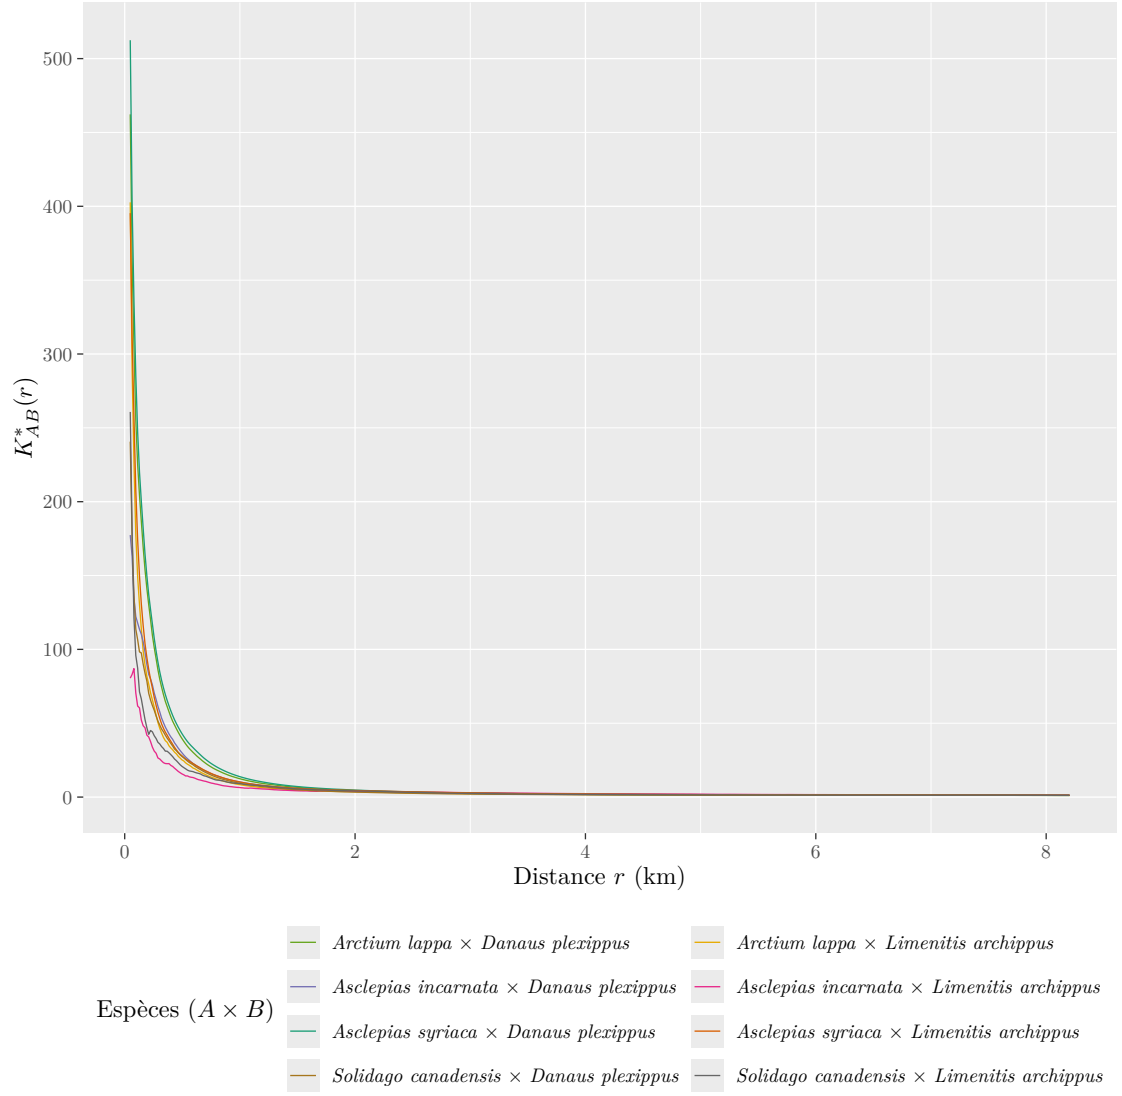 500
400
300
200
100
0
K*AB(r)
0 2 4 6 8
Distance r (km)
Espèces (A × B)
Arctium lappa × Danaus plexippus
Arctium lappa × Limenitis archippus
Asclepias incarnata × Danaus plexippus
Asclepias incarnata × Limenitis archippus
Asclepias syriaca × Danaus plexippus
Asclepias syriaca × Limenitis archippus
Solidago canadensis × Danaus plexippus
Solidago canadensis × Limenitis archippus